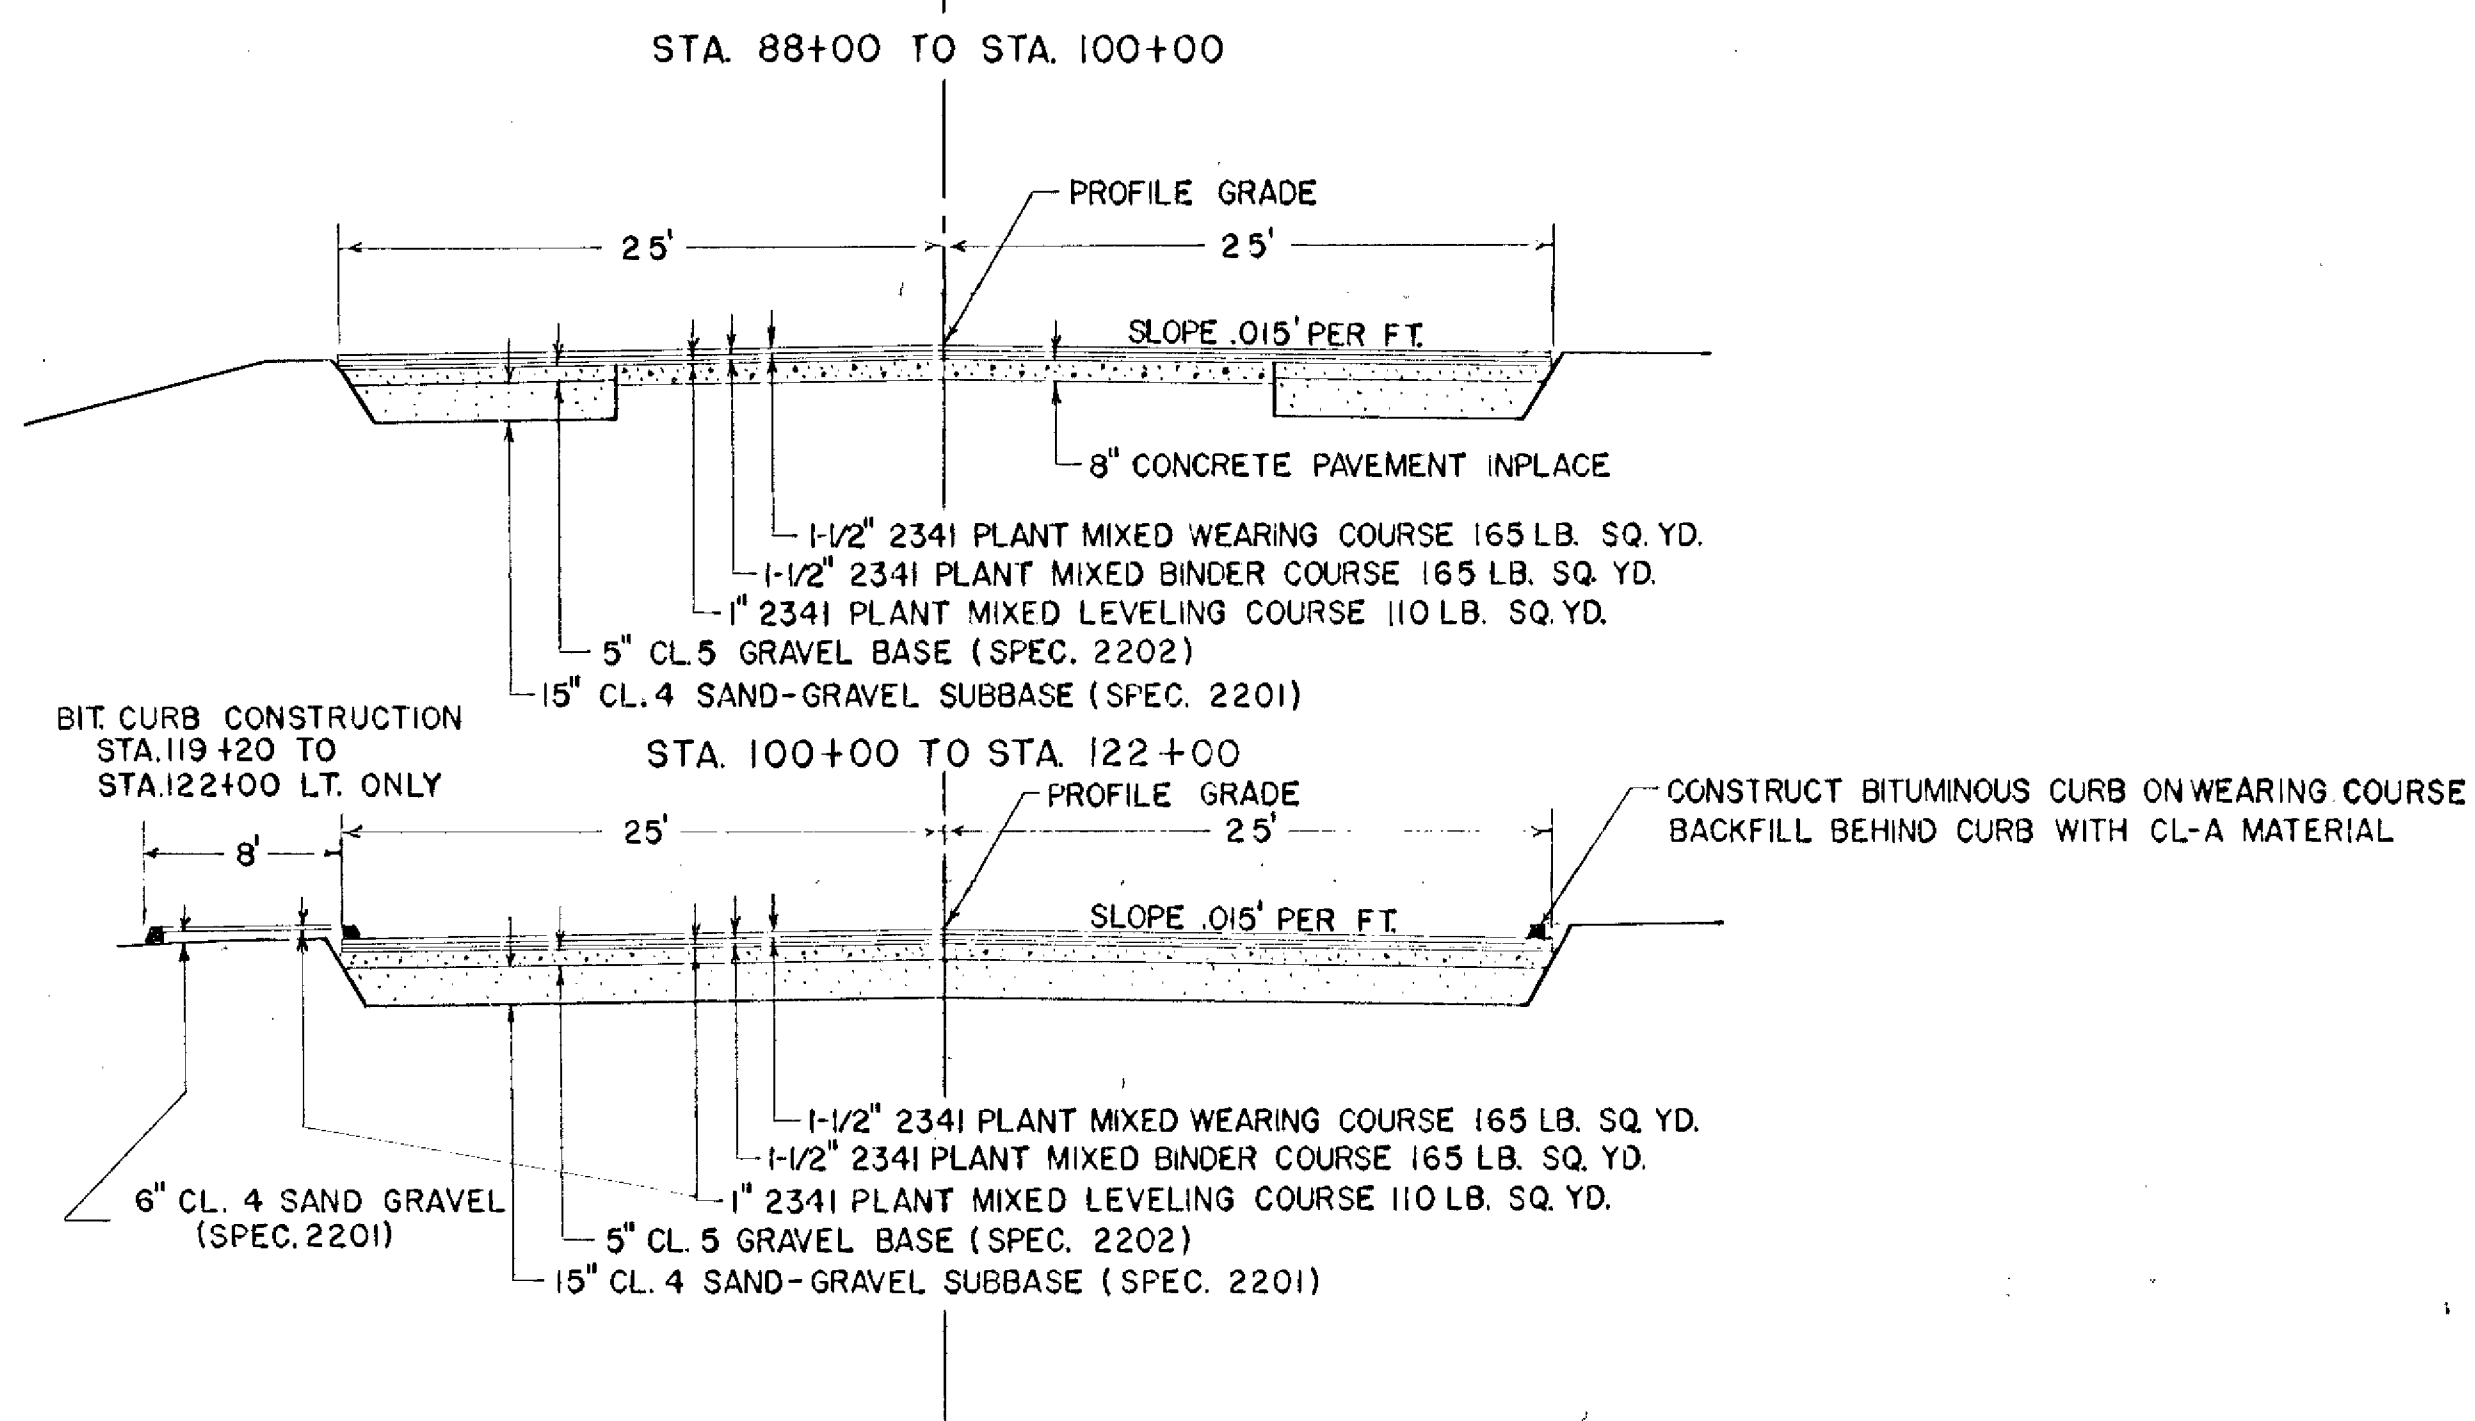 STA. 88+00 TO STA. 100+00
PROFILE GRADE
25' 25'
SLOPE .015' PER FT.
8" CONCRETE PAVEMENT INPLACE
1-1/2" 2341 PLANT MIXED WEARING COURSE 165 LB. SQ. YD.
1-1/2" 2341 PLANT MIXED BINDER COURSE 165 LB. SQ. YD.
1" 2341 PLANT MIXED LEVELING COURSE 110 LB. SQ. YD.
5" CL. 5 GRAVEL BASE (SPEC. 2202)
15" CL. 4 SAND-GRAVEL SUBBASE (SPEC. 2201)
BIT. CURB CONSTRUCTION
STA. 119+20 TO
STA. 122+00 LT. ONLY
STA. 100+00 TO STA. 122+00
PROFILE GRADE
CONSTRUCT BITUMINOUS CURB ON WEARING COURSE
BACKFILL BEHIND CURB WITH CL-A MATERIAL
8' 25' 25'
SLOPE .015' PER FT.
1-1/2" 2341 PLANT MIXED WEARING COURSE 165 LB. SQ. YD.
1-1/2" 2341 PLANT MIXED BINDER COURSE 165 LB. SQ. YD.
1" 2341 PLANT MIXED LEVELING COURSE 110 LB. SQ. YD.
6" CL. 4 SAND GRAVEL
(SPEC. 2201)
5" CL. 5 GRAVEL BASE (SPEC. 2202)
15" CL. 4 SAND-GRAVEL SUBBASE (SPEC. 2201)